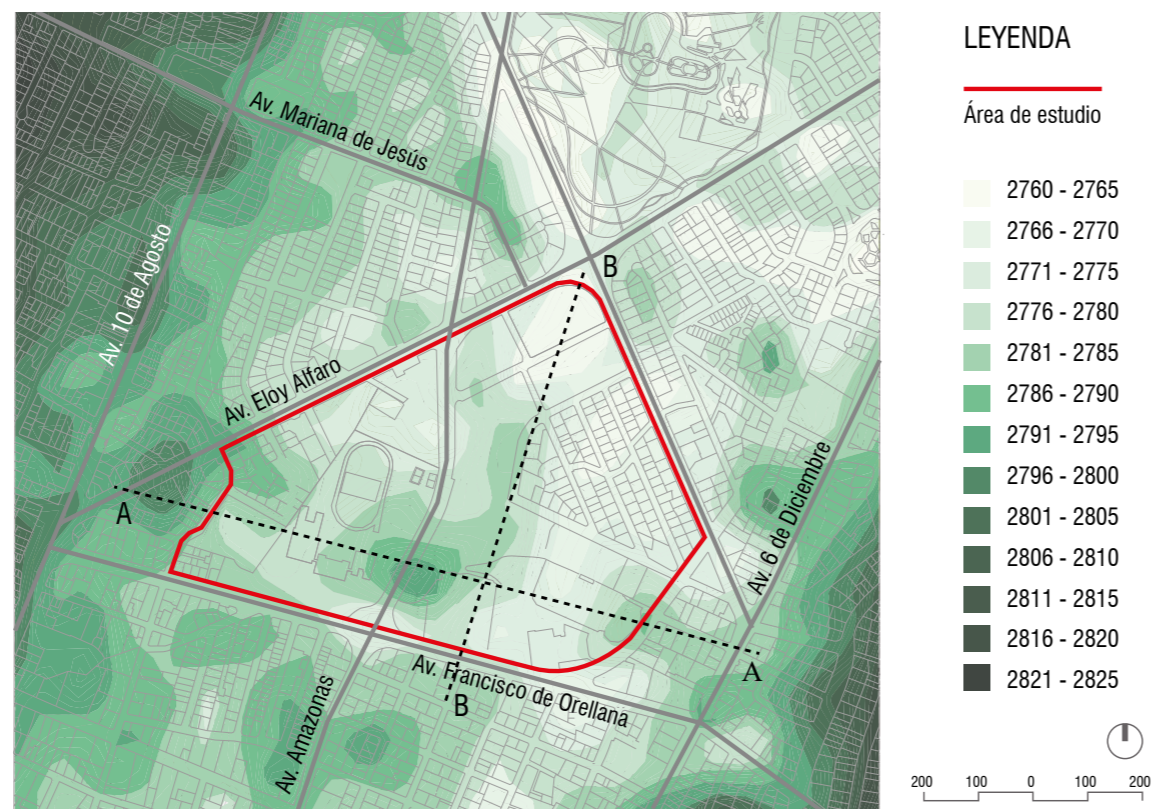 Av. Mariana de Jesús
Av. 10 de Agosto
B
Av. Eloy Alfaro
A
Av. 6 de Diciembre
A
Av. Francisco de Orellana
B
Av. Amazonas
LEYENDA
Área de estudio
2760 - 2765
2766 - 2770
2771 - 2775
2776 - 2780
2781 - 2785
2786 - 2790
2791 - 2795
2796 - 2800
2801 - 2805
2806 - 2810
2811 - 2815
2816 - 2820
2821 - 2825
200 100 0 100 200